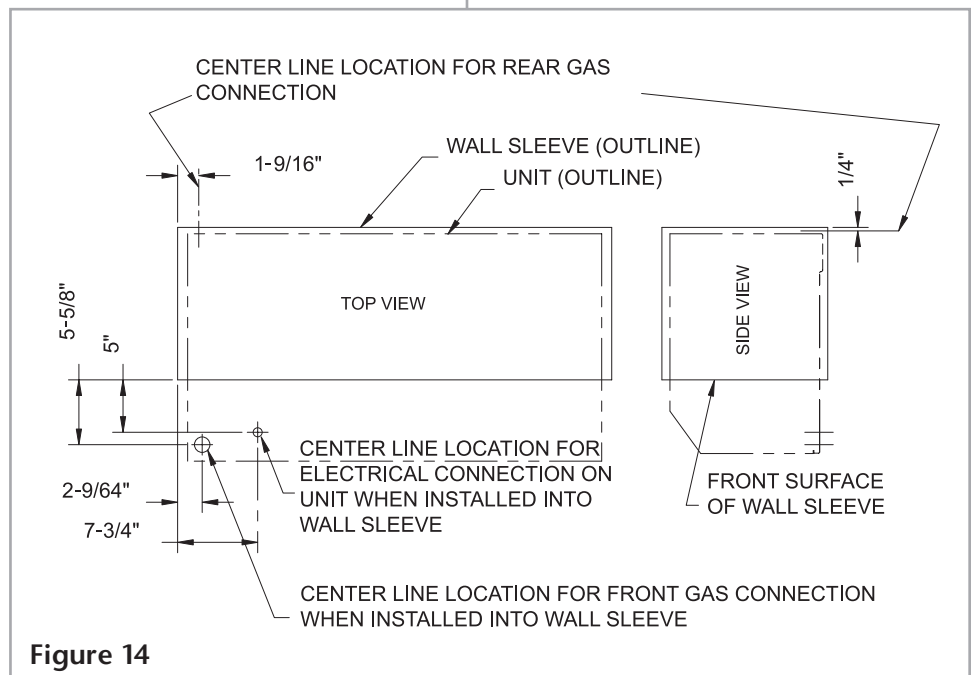 CENTER LINE LOCATION FOR REAR GAS
CONNECTION
1-9/16"
WALL SLEEVE (OUTLINE)
UNIT (OUTLINE)
1/4"
TOP VIEW
SIDE VIEW
5-5/8"
5"
2-9/64"
7-3/4"
CENTER LINE LOCATION FOR
ELECTRICAL CONNECTION ON
UNIT WHEN INSTALLED INTO
WALL SLEEVE
FRONT SURFACE
OF WALL SLEEVE
CENTER LINE LOCATION FOR FRONT GAS CONNECTION
WHEN INSTALLED INTO WALL SLEEVE
Figure 14